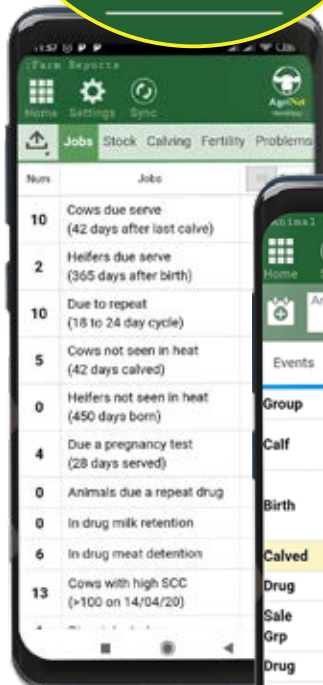 11:57
:Farm Reports
Home Settings Sync
AgriNet
Jobs Stock Calving Fertility Problems
Num Jobs
10 Cows due serve
(42 days after last calve)
2 Heifers due serve
(365 days after birth)
10 Due to repeat
(18 to 24 day cycle)
5 Cows not seen in heat
(42 days calved)
0 Heifers not seen in heat
(450 days born)
4 Due a pregnancy test
(28 days served)
0 Animals due a repeat drug
0 In drug milk retention
6 In drug meat detention
13 Cows with high SCC
(>100 on 14/04/20)
Animal
Home
Events
Group
Calf
Birth
Calved
Drug
Sale
Grp
Drug